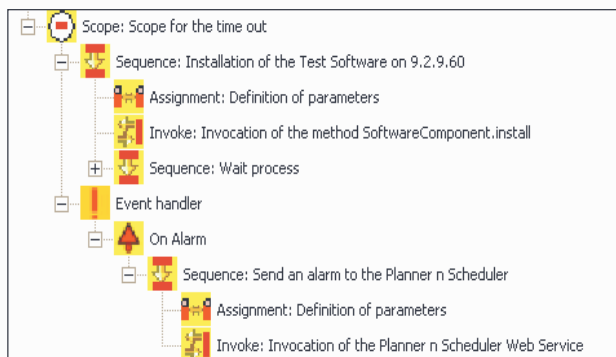 Scope: Scope for the time out
Sequence: Installation of the Test Software on 9.2.9.60
Assignment: Definition of parameters
Invoke: Invocation of the method SoftwareComponent.install
Sequence: Wait process
Event handler
On Alarm
Sequence: Send an alarm to the Planner n Scheduler
Assignment: Definition of parameters
Invoke: Invocation of the Planner n Scheduler Web Service